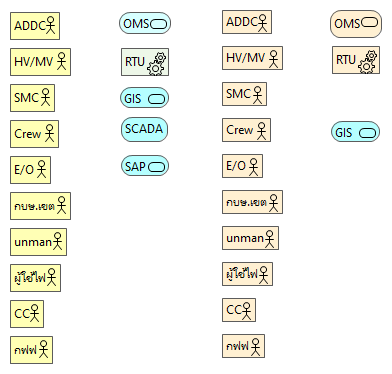 ADDC
HV/MV
SMC
Crew
E/O
กบษ.เขต
unman
ผู้ใช้ไฟ
CC
กฟฟ
OMS
RTU
GIS
SCADA
SAP
ADDC
HV/MV
SMC
Crew
E/O
กบษ.เขต
unman
ผู้ใช้ไฟ
CC
กฟฟ
OMS
RTU
GIS